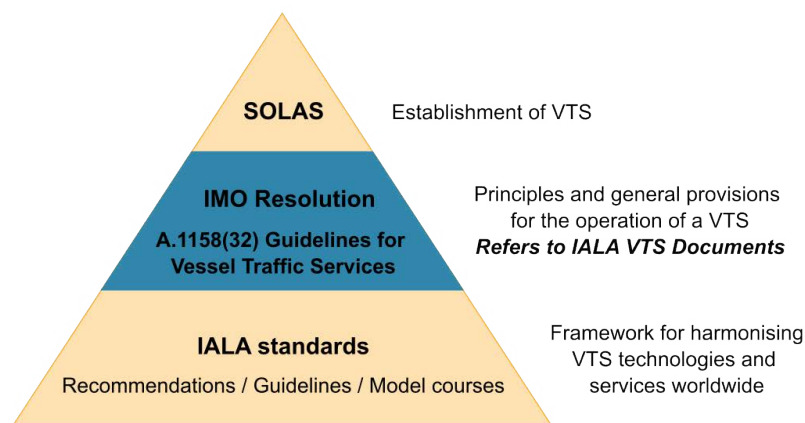 SOLAS
Establishment of VTS
IMO Resolution
A.1158(32) Guidelines for
Vessel Traffic Services
Principles and general provisions
for the operation of a VTS
Refers to IALA VTS Documents
IALA standards
Recommendations / Guidelines / Model courses
Framework for harmonising
VTS technologies and
services worldwide